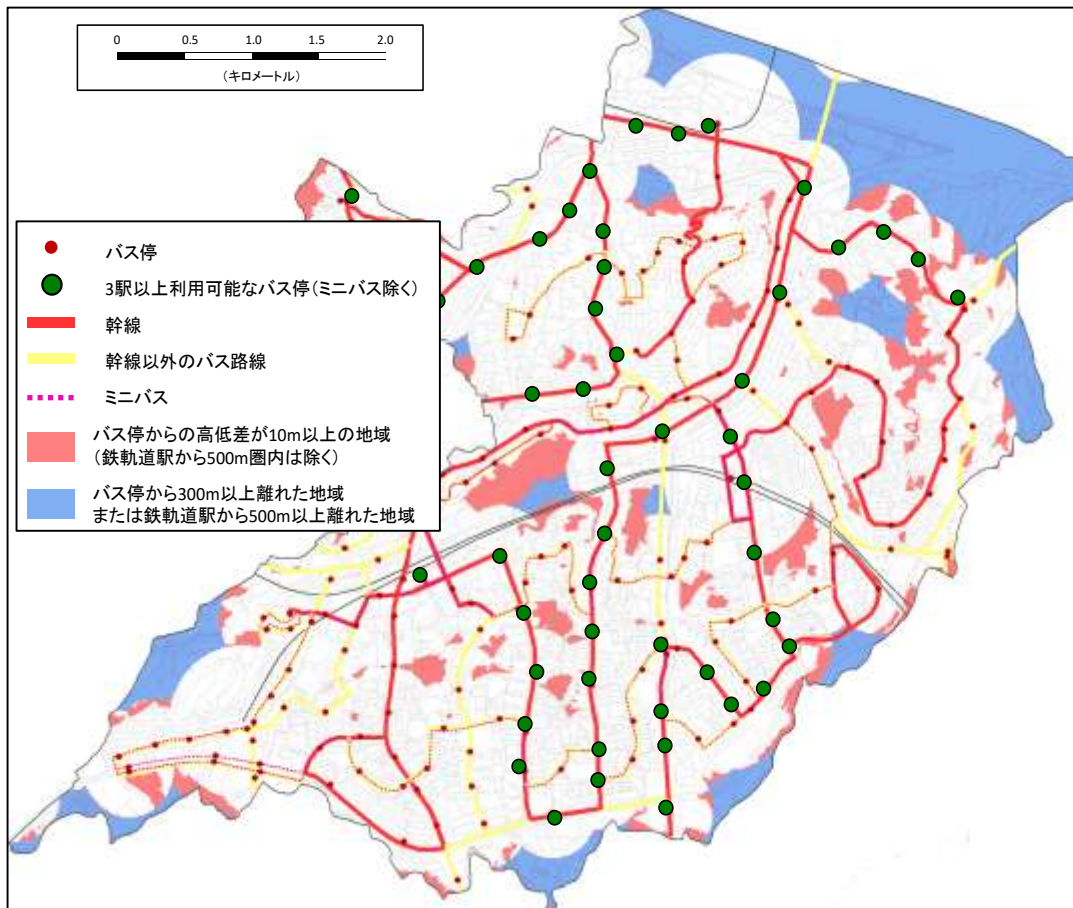 0 0.5 1.0 1.5 2.0
(キロメートル)
バス停
3駅以上利用可能なバス停(ミニバス除く)
幹線
幹線以外のバス路線
ミニバス
バス停からの高低差が10m以上の地域
(鉄軌道駅から500m圏内は除く)
バス停から300m以上離れた地域
または鉄軌道駅から500m以上離れた地域